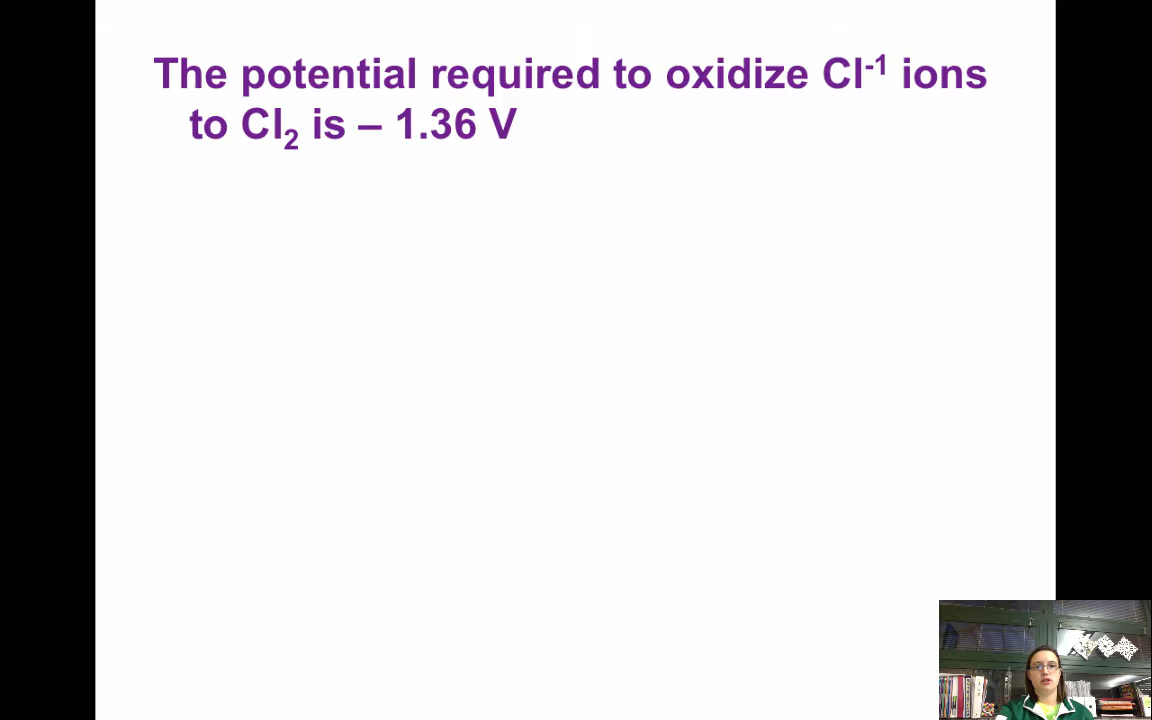 The potential required to oxidize Cl⁻¹ ions
to Cl₂ is – 1.36 V